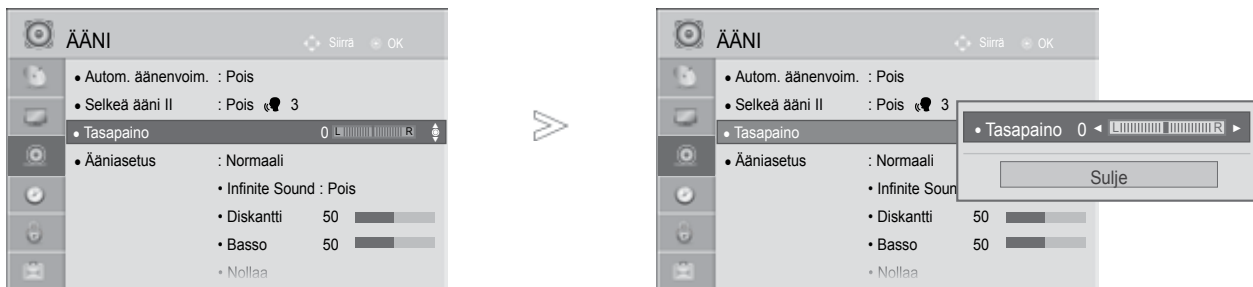 ÄÄNI Siirrä OK
• Autom. äänenvoim. : Pois
• Selkeä ääni II : Pois 3
• Tasapaino 0 L R
• Ääniasetus : Normaali
• Infinite Sound : Pois
• Diskantti 50
• Basso 50
• Nollaa
ÄÄNI Siirrä OK
• Autom. äänenvoim. : Pois
• Selkeä ääni II : Pois 3
• Tasapaino
• Ääniasetus : Normaali
• Infinite Soun
• Diskantti 50
• Basso 50
• Nollaa
• Tasapaino 0 ◄ L R ►
Sulje